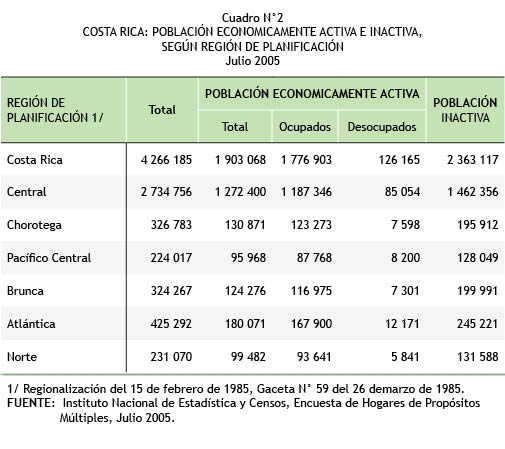 Cuadro N°2
COSTA RICA: POBLACIÓN ECONOMICAMENTE ACTIVA E INACTIVA,
SEGÚN REGIÓN DE PLANIFICACIÓN
Julio 2005
REGIÓN DE PLANIFICACIÓN 1/ Total POBLACIÓN ECONOMICAMENTE ACTIVA POBLACIÓN INACTIVA
Total Ocupados Desocupados
Costa Rica 4 266 185 1 903 068 1 776 903 126 165 2 363 117
Central 2 734 756 1 272 400 1 187 346 85 054 1 462 356
Chorotega 326 783 130 871 123 273 7 598 195 912
Pacífico Central 224 017 95 968 87 768 8 200 128 049
Brunca 324 267 124 276 116 975 7 301 199 991
Atlántica 425 292 180 071 167 900 12 171 245 221
Norte 231 070 99 482 93 641 5 841 131 588
1/ Regionalización del 15 de febrero de 1985, Gaceta N° 59 del 26 demarzo de 1985.
FUENTE: Instituto Nacional de Estadística y Censos, Encuesta de Hogares de Propósitos
Múltiples, Julio 2005.